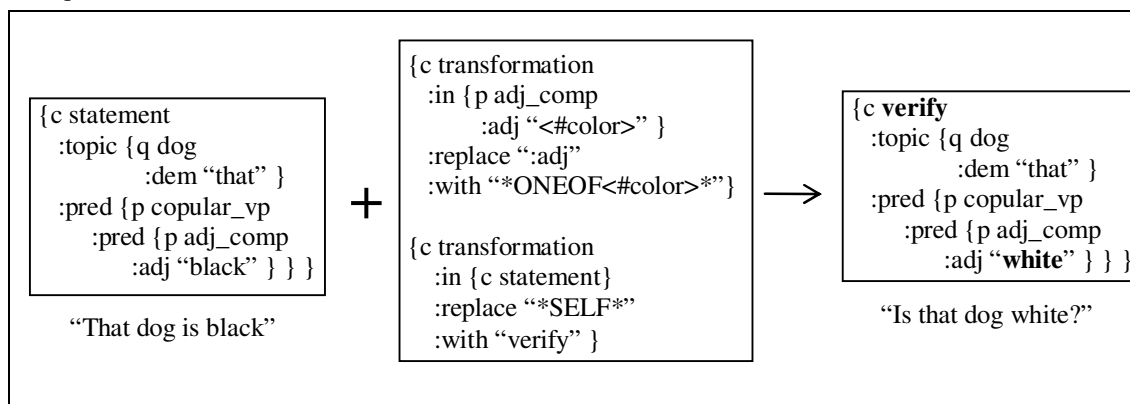 {c statement
:topic {q dog
:dem “that” }
:pred {p copular_vp
:pred {p adj_comp
:adj “black” } } }
“That dog is black”
+
{c transformation
:in {p adj_comp
:adj “<#color>” }
:replace “:adj”
:with “*ONEOF<#color>*”}
{c transformation
:in {c statement}
:replace “*SELF*”
:with “verify” }
{c verify
:topic {q dog
:dem “that” }
:pred {p copular_vp
:pred {p adj_comp
:adj “white” } } }
“Is that dog white?”